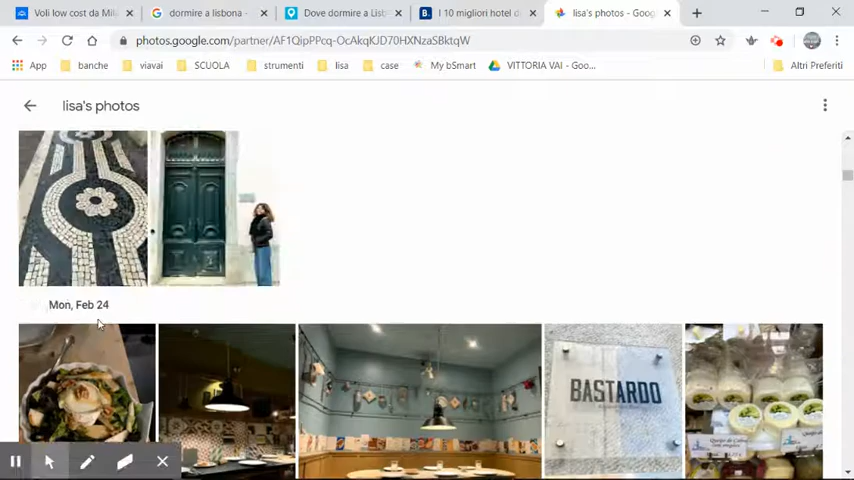 Voli low cost da Mil
dormire a lisbona -
Dove dormire a Lisb
B. I 10 migliori hotel d
lisa's photos - Goog
photos.google.com/partner/AF1QipPPcq-OcAkqKJD70HXNzaSBktqW
App banche viavai SCUOLA strumenti lisa case My bSmart VITTORIA VAI - Goo... Altri Preferiti
lisa's photos
Mon, Feb 24
BASTARDO